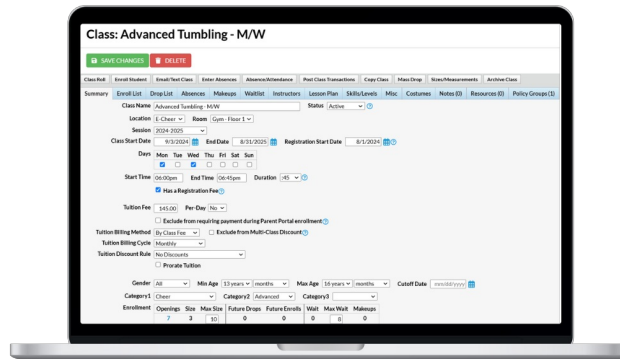 Class: Advanced Tumbling - M/W
SAVE CHANGES DELETE
Class Roll Enroll Student Email/Text Class Enter Absences Absence/Attendance Post Class Transactions Copy Class Mass Drop Sizes/Measurements Archive Class
Summary Enroll List Drop List Absences Makeups Waitlist Instructors Lesson Plan Skills/Levels Misc Costumes Notes (0) Resources (0) Policy Groups (1)
Class Name Advanced Tumbling - M/W Status Active
Location E-Cheer Room Gym - Floor 1
Session 2024-2025
Class Start Date 9/3/2024 End Date 8/31/2025 Registration Start Date 8/1/2024
Days Mon Tue Wed Thu Fri Sat Sun
Start Time 06:00pm End Time 06:45pm Duration :45
Has a Registration Fee
Tuition Fee 145.00 Per-Day No
Exclude from requiring payment during Parent Portal enrollment
Tuition Billing Method By Class Fee Exclude from Multi-Class Discount
Tuition Billing Cycle Monthly
Tuition Discount Rule No Discounts
Prorate Tuition
Gender All Min Age 13 years months Max Age 16 years months Cutoff Date mm/dd/yyyy
Category1 Cheer Category2 Advanced Category3
Enrollment Openings Size Max Size Future Drops Future Enrolls Wait Max Wait Makeups
7 3 10 0 0 0 8 0